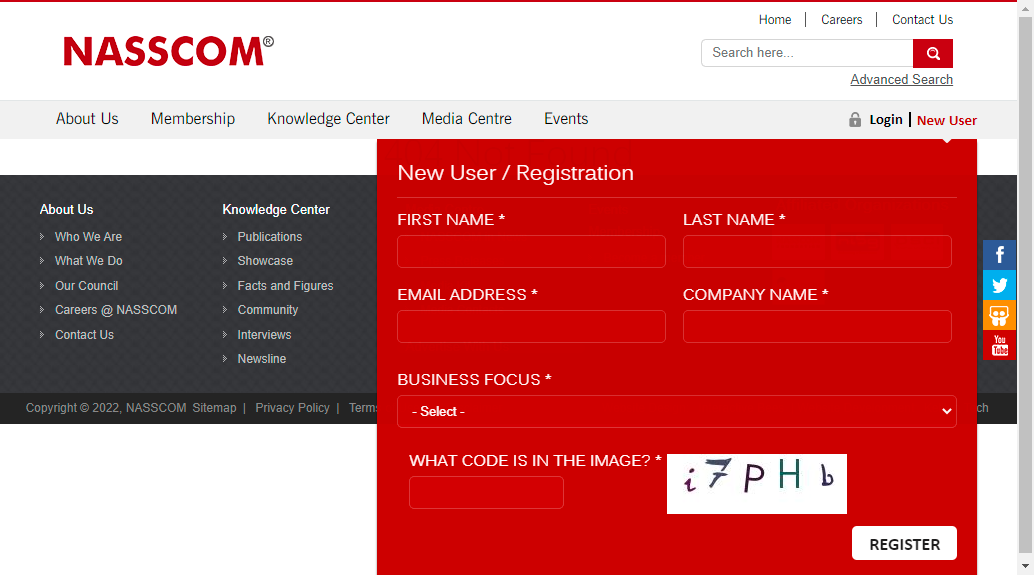 Home | Careers | Contact Us
NASSCOM®
Search here...
Advanced Search
About Us Membership Knowledge Center Media Centre Events Login | New User
New User / Registration
FIRST NAME * LAST NAME *
EMAIL ADDRESS * COMPANY NAME *
BUSINESS FOCUS *
- Select -
WHAT CODE IS IN THE IMAGE? * i7PHb
REGISTER
About Us
Who We Are
What We Do
Our Council
Careers @ NASSCOM
Contact Us
Knowledge Center
Publications
Showcase
Facts and Figures
Community
Interviews
Newsline
f
You
Tube
Copyright © 2022, NASSCOM Sitemap | Privacy Policy | Terms